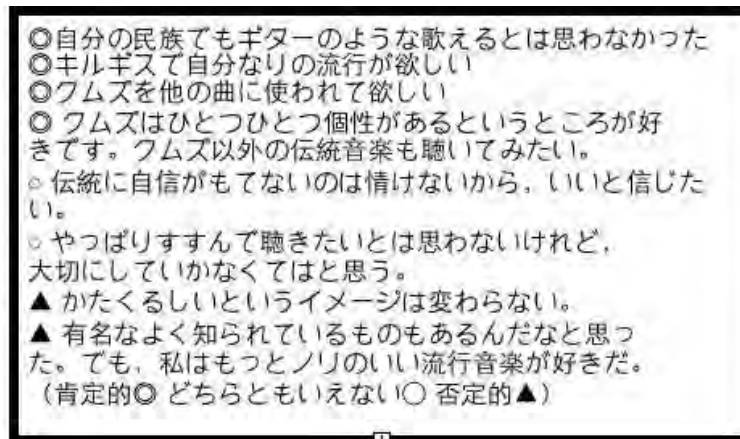 ◎自分の民族でもギターのような歌えるとは思わなかった
◎キルギスで自分なりの流行が欲しい
◎クムズを他の曲に使われて欲しい
◎ クムズはひとつひとつ個性があるというところが好
きです。クムズ以外の伝統音楽も聴いてみたい。
○ 伝統に自信がもてないのは情けないから，いいと信じた
い。
○ やっぱりすすんで聴きたいとは思わないけれど，
大切にしていかなくてはと思う。
▲ かたくるしいというイメージは変わらない。
▲ 有名なよく知られているものもあるんだなと思っ
た。でも，私はもっとノリのいい流行音楽が好きだ。
（肯定的◎ どちらともいえない○ 否定的▲）